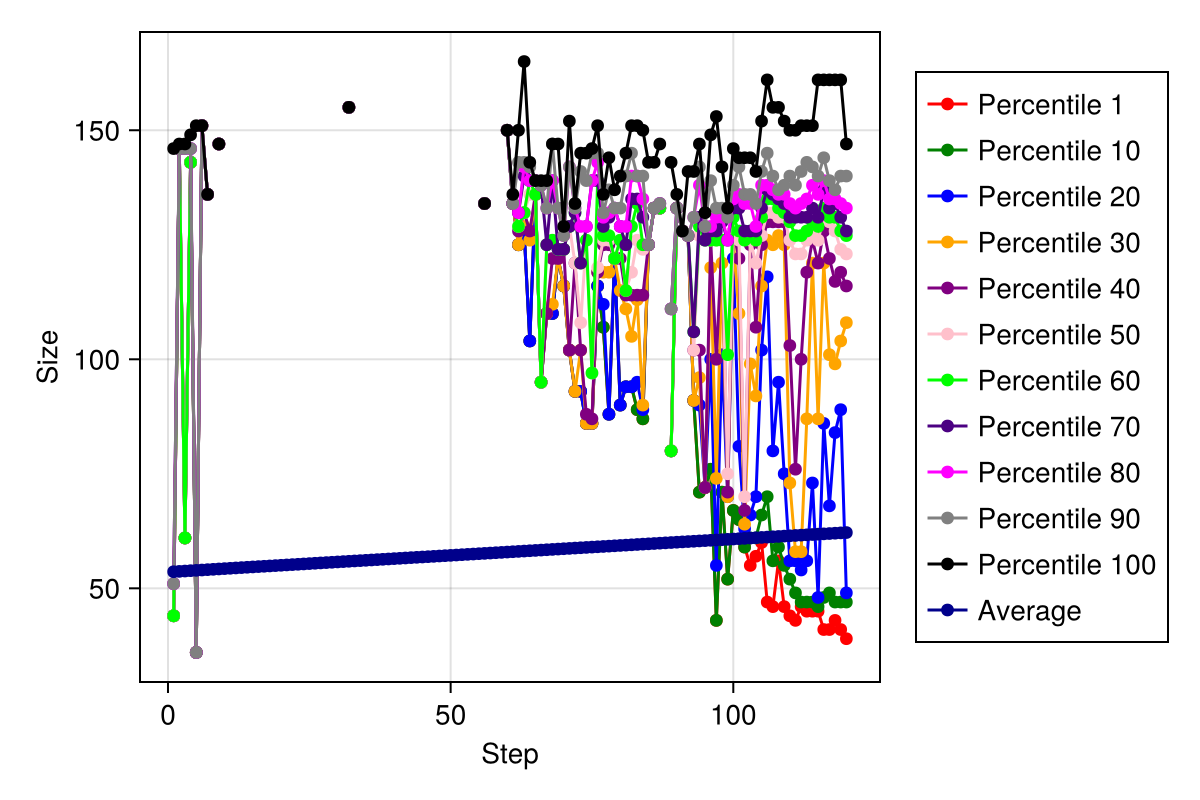 150
100
50
Size
0
50
100
Step
Percentile 1
Percentile 10
Percentile 20
Percentile 30
Percentile 40
Percentile 50
Percentile 60
Percentile 70
Percentile 80
Percentile 90
Percentile 100
Average